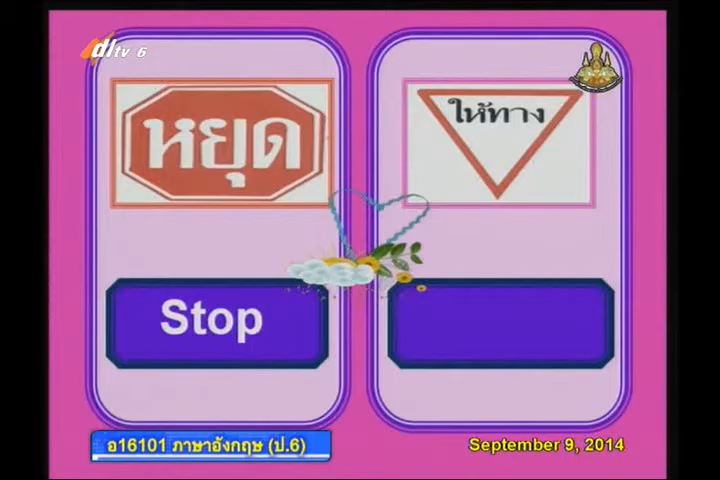 dltv 6
หยุด
ให้ทาง
Stop
อ16101 ภาษาอังกฤษ (ป.6)
September 9, 2014